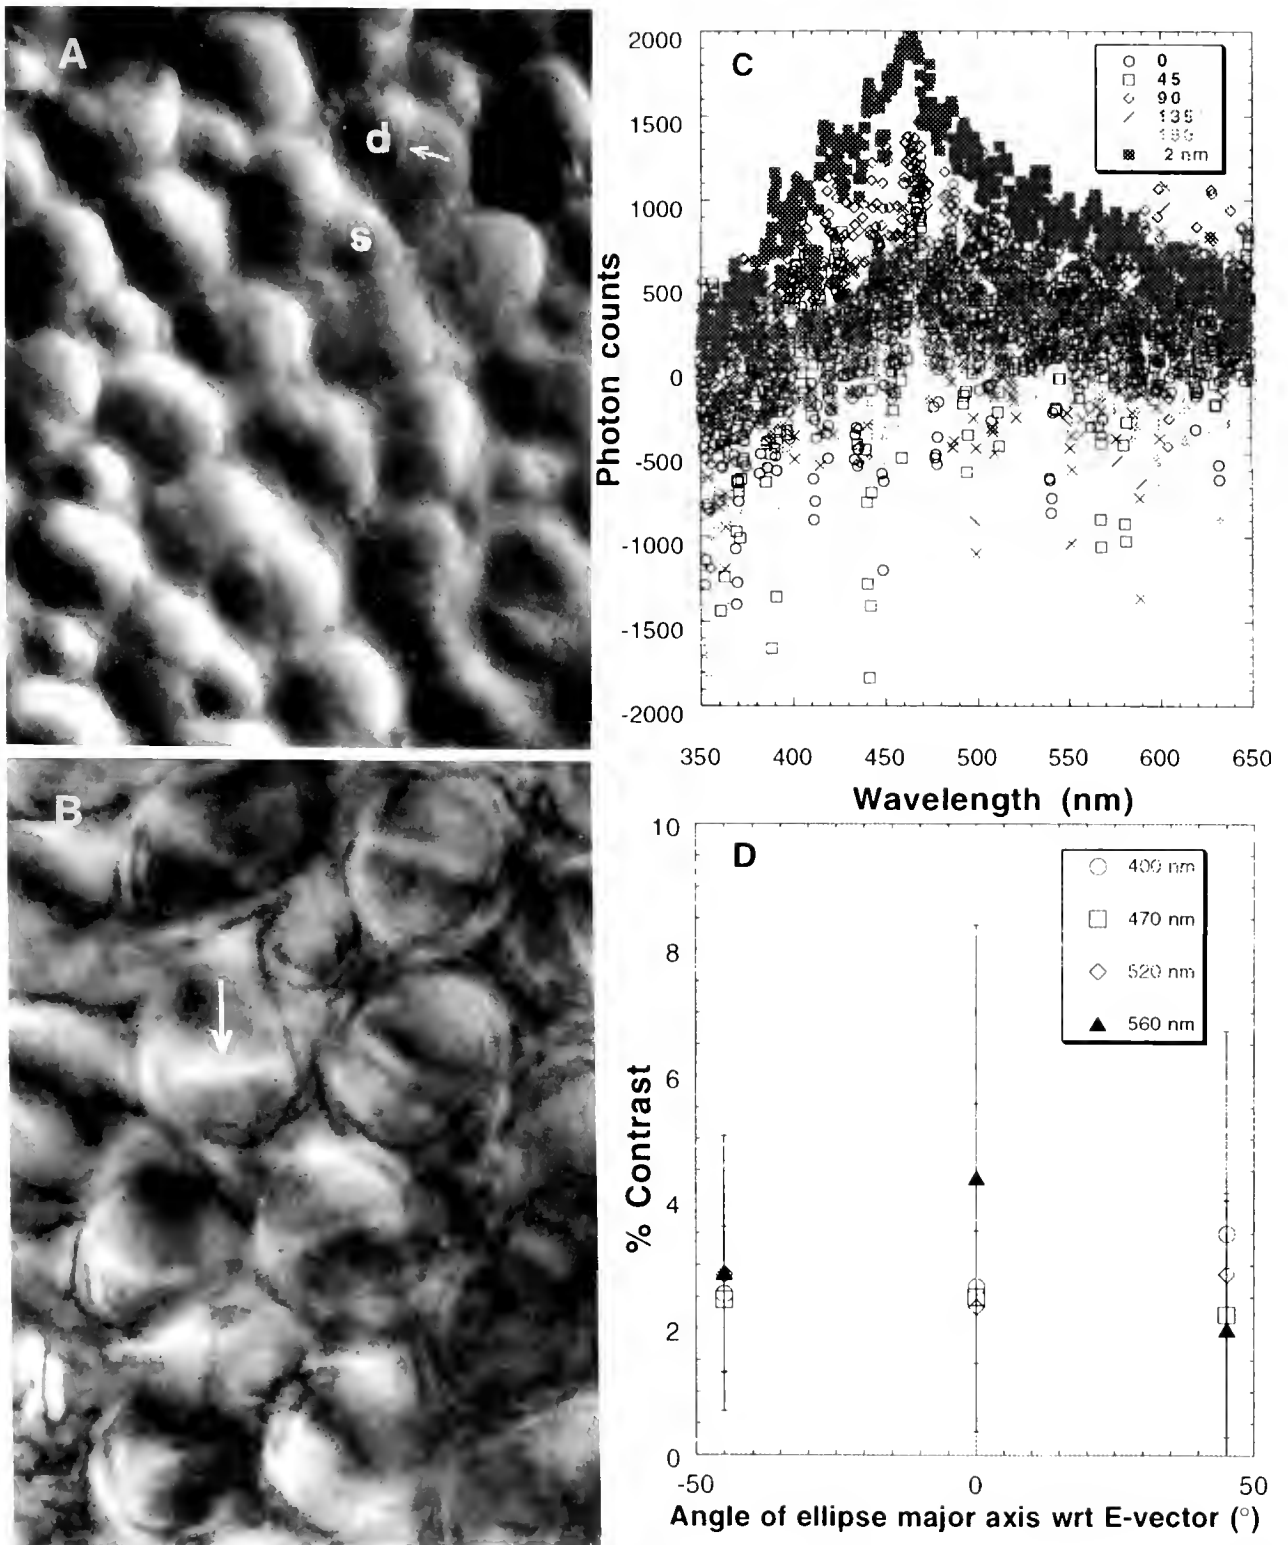 A
d
s
B
C
2000
1500
1000
500
0
-500
-1000
-1500
-2000
Photon counts
350 400 450 500 550 600 650
Wavelength (nm)
0
45
90
135
180
2 nm
D
10
8
6
4
2
0
% Contrast
-50 0 50
Angle of ellipse major axis wrt E-vector (°)
400 nm
470 nm
520 nm
560 nm